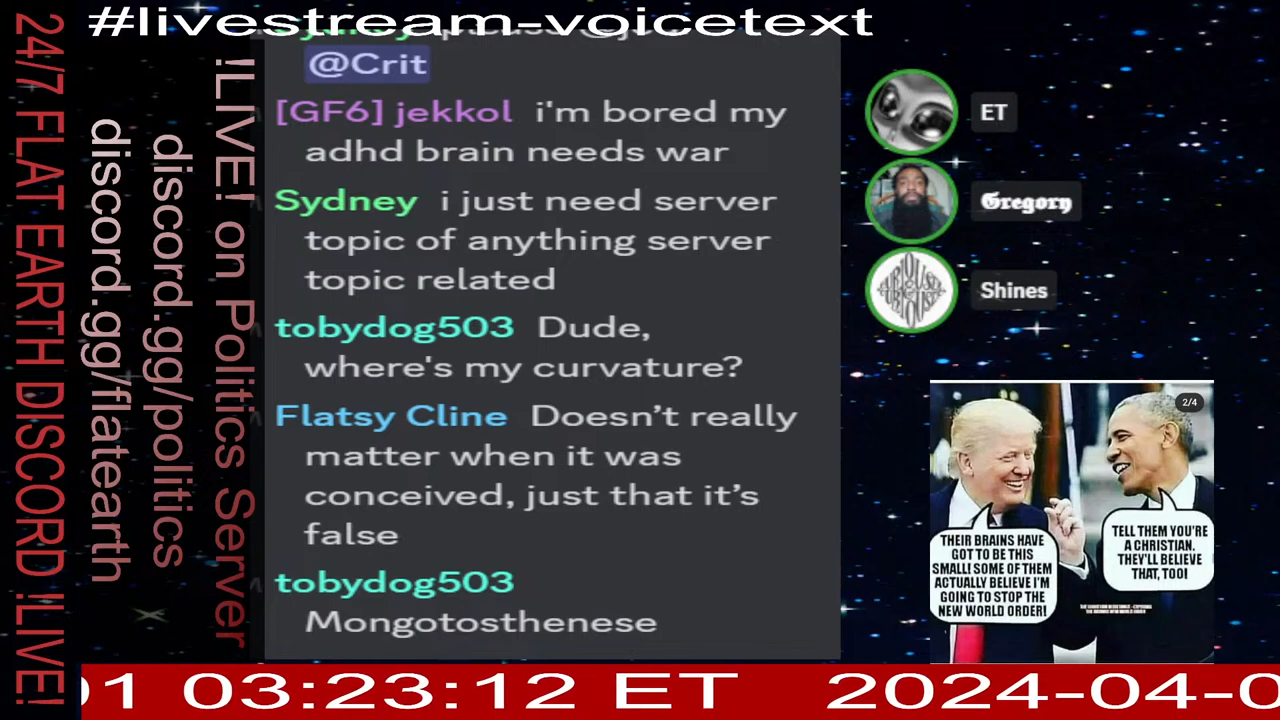 #livestream-voicetext
24/7 FLAT EARTH DISCORD !LIVE!
discord.gg/flatearth
discord.gg/politics
!LIVE! on Politics Server
Sydney
@Crit
[GF6] jekkol i'm bored my
adhd brain needs war
Sydney i just need server
topic of anything server
topic related
tobydog503 Dude,
where's my curvature?
Flatsy Cline Doesn’t really
matter when it was
conceived, just that it’s
false
tobydog503
Mongotosthenese
ET
Gregory
Shines
2/4
THEIR BRAINS HAVE
GOT TO BE THIS
SMALL! SOME OF THEM
ACTUALLY BELIEVE I'M
GOING TO STOP THE
NEW WORLD ORDER!
TELL THEM YOU'RE
A CHRISTIAN.
THEY'LL BELIEVE
THAT, TOO!
01 03:23:12 ET 2024-04-0